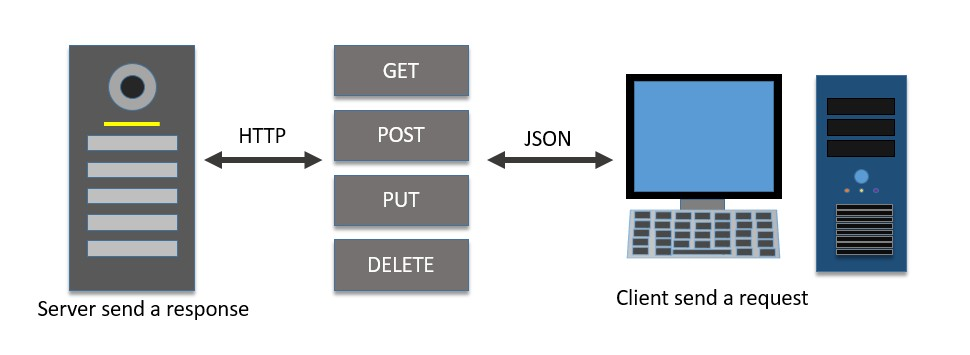 HTTP
GET
POST
PUT
DELETE
JSON
Server send a response
Client send a request